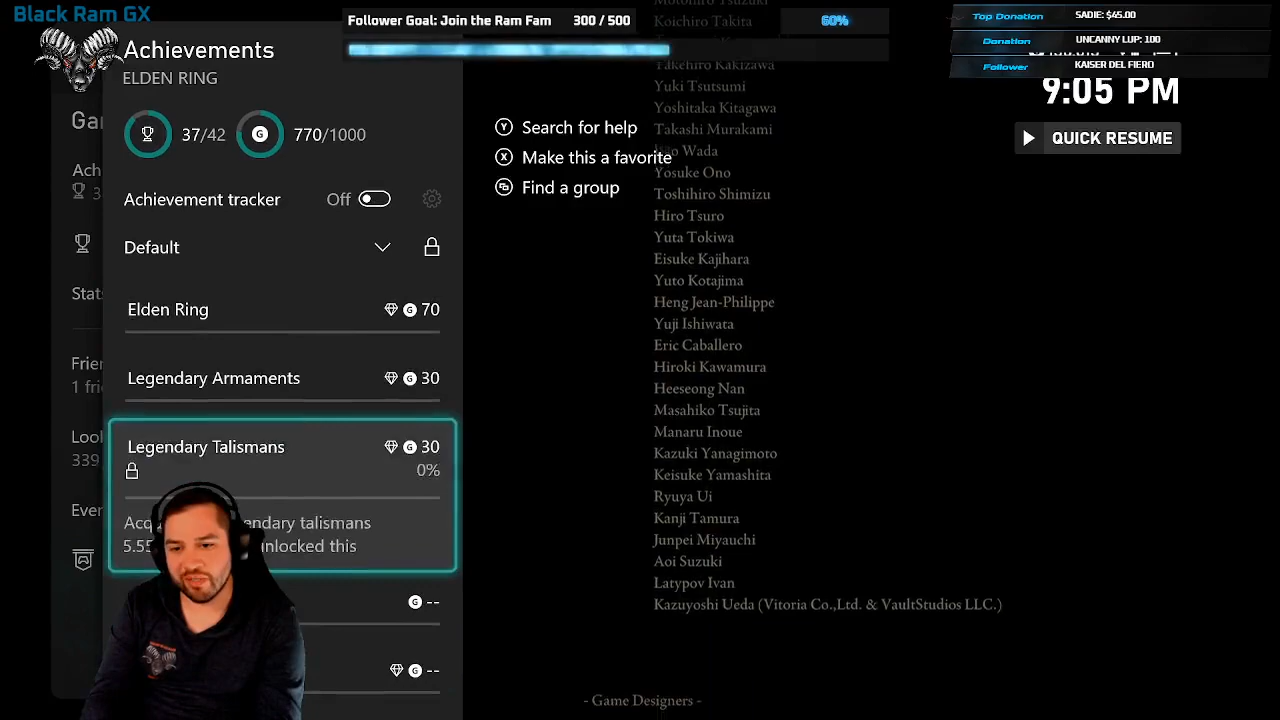 Black Ram GX
Follower Goal: Join the Ram Fam 300 / 500 60%
Top Donation SADIE: $45.00
Donation UNCANNY LUP: 100
Follower KAISER DEL FIERO
9:05 PM
QUICK RESUME
Achievements
ELDEN RING
37/42 G 770/1000
Achievement tracker Off
Default
Elden Ring G 70
Legendary Armaments G 30
Legendary Talismans G 30
0%
talismans
unlocked this
G --
G --
Search for help
Make this a favorite
Find a group
Koichiro Takita
Takehiro Kakizawa
Yuki Tsutsumi
Yoshitaka Kitagawa
Takashi Murakami
Wada
Yosuke Ono
Toshihiro Shimizu
Hiro Tsuro
Yuta Tokiwa
Eisuke Kajihara
Yuto Kotajima
Heng Jean-Philippe
Yuji Ishiwata
Eric Caballero
Hiroki Kawamura
Heeseong Nan
Masahiko Tsujita
Manaru Inoue
Kazuki Yanagimoto
Keisuke Yamashita
Ryuya Ui
Kanji Tamura
Junpei Miyauchi
Aoi Suzuki
Latypov Ivan
Kazuyoshi Ueda (Vitoria Co.,Ltd. & VaultStudios LLC.)
- Game Designers -